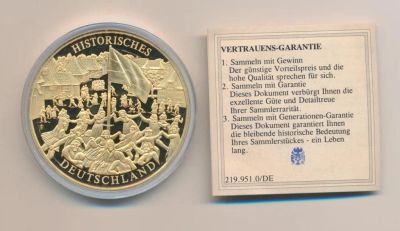 HISTORISCHES
DEUTSCHLAND
VERTRAUENS-GARANTIE
1. Sammeln mit Gewinn
Der günstige Vorteilspreis und die
hohe Qualität sprechen für sich.
2. Sammeln mit Garantie
Dieses Dokument verbürgt Ihnen die
exzellente Güte und Detailtreue
Ihrer Sammlerrarität.
3. Sammeln mit Generationen-Garantie
Dieses Dokument garantiert Ihnen
die bleibende historische Bedeutung
Ihres Sammlerstückes - ein Leben
lang.
219.951.0/DE